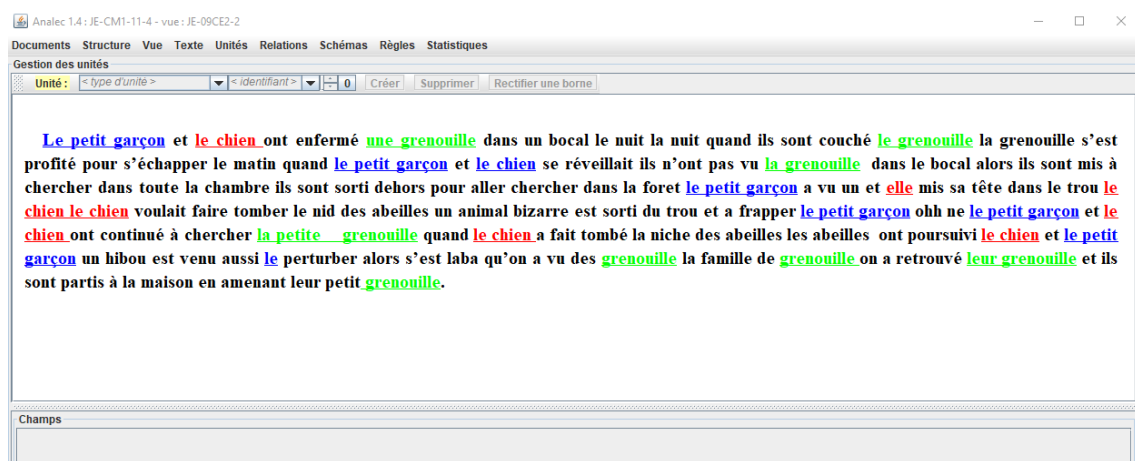 Analec 1.4 : JE-CM1-11-4 - vue : JE-09CE2-2
Documents Structure Vue Texte Unités Relations Schémas Règles Statistiques
Gestion des unités
Unité : < type d'unité > < identifiant > 0 Créer Supprimer Rectifier une borne
Le petit garçon et le chien ont enfermé une grenouille dans un bocal le nuit la nuit quand ils sont couché le grenouille la grenouille s'est
profité pour s'échapper le matin quand le petit garçon et le chien se réveillait ils n'ont pas vu la grenouille dans le bocal alors ils sont mis à
chercher dans toute la chambre ils sont sorti dehors pour aller chercher dans la foret le petit garçon a vu un et elle mis sa tête dans le trou le
chien le chien voulait faire tomber le nid des abeilles un animal bizarre est sorti du trou et a frapper le petit garçon ohh ne le petit garçon et le
chien ont continué à chercher la petite grenouille quand le chien a fait tombé la niche des abeilles les abeilles ont poursuivi le chien et le petit
garçon un hibou est venu aussi le perturber alors s'est laba qu'on a vu des grenouille la famille de grenouille on a retrouvé leur grenouille et ils
sont partis à la maison en amenant leur petit grenouille.
Champs